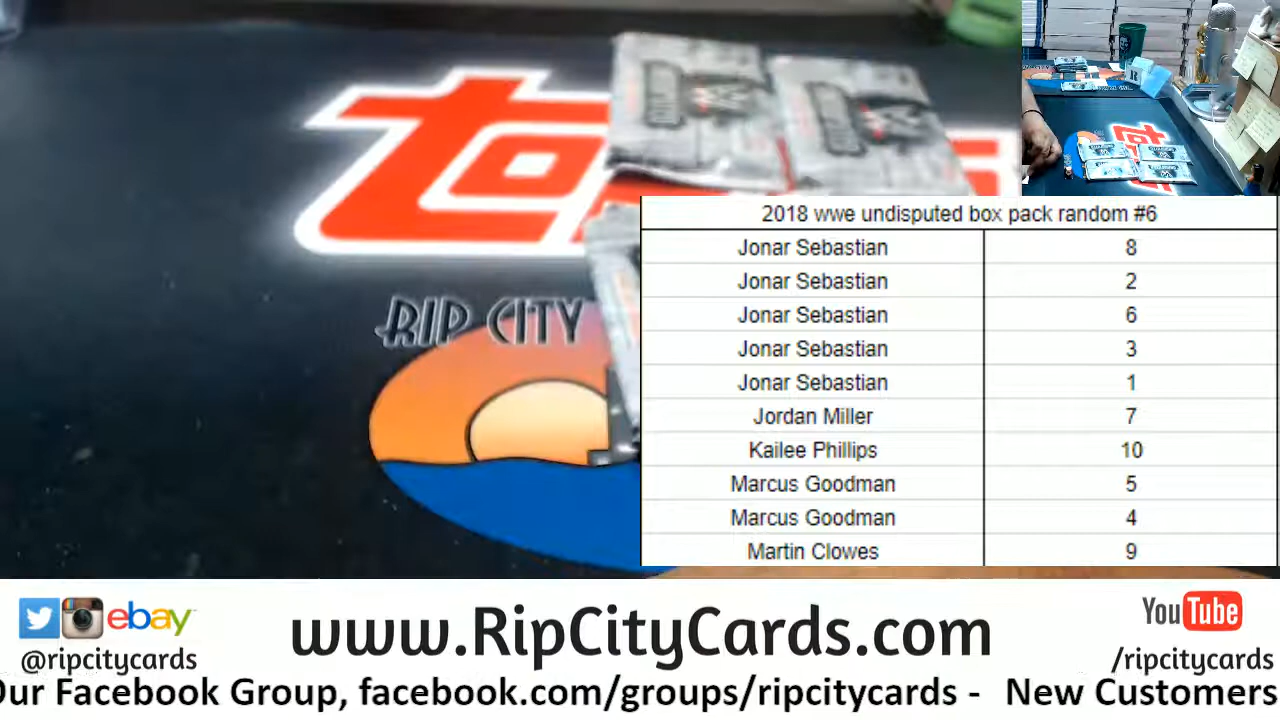 RIP CITY
2018 wwe undisputed box pack random #6
Jonar Sebastian 8
Jonar Sebastian 2
Jonar Sebastian 6
Jonar Sebastian 3
Jonar Sebastian 1
Jordan Miller 7
Kailee Phillips 10
Marcus Goodman 5
Marcus Goodman 4
Martin Clowes 9
ebay
@ripcitycards
www.RipCityCards.com
YouTube
/ripcitycards
Our Facebook Group, facebook.com/groups/ripcitycards - New Customers